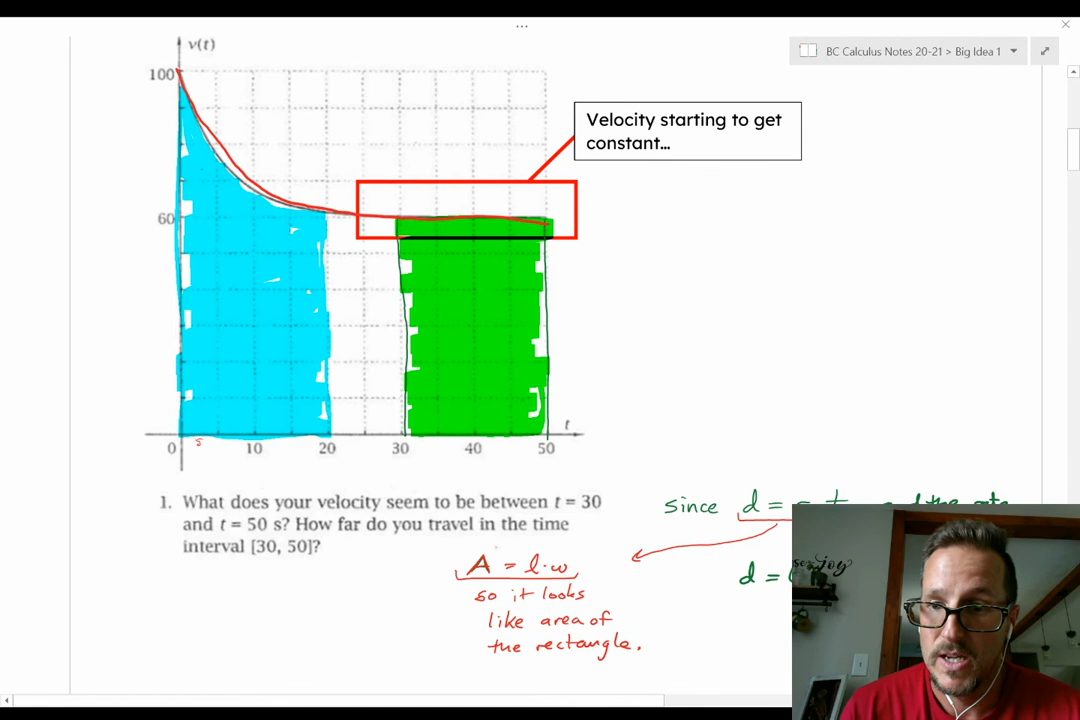 v(t)
BC Calculus Notes 20-21 > Big Idea 1
100
Velocity starting to get
constant...
60
t
5
0 10 20 30 40 50
1. What does your velocity seem to be between t = 30
and t = 50 s? How far do you travel in the time
interval [30, 50]?
since d =
A = l·w
so it looks
like area of
the rectangle.
d =
joy